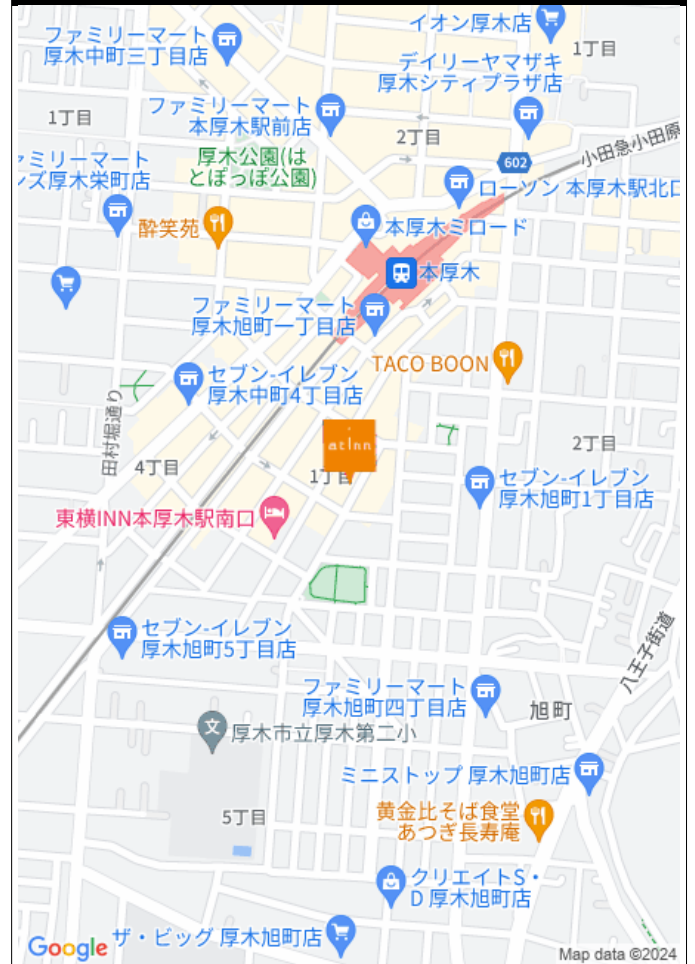 イオン厚木店
ファミリーマート
厚木中町三丁目店
1丁目
デイリーヤマザキ
厚木シティプラザ店
ファミリーマート
本厚木駅前店
1丁目
2丁目
厚木公園(は
とぽっぽ公園)
602
小田急小田原
ァミリーマート
ンズ厚木栄町店
ローソン 本厚木駅北口
酔笑苑
本厚木ミロード
本厚木
ファミリーマート
厚木旭町一丁目店
TACO BOON
セブン-イレブン
厚木中町4丁目店
田村堀通り
at inn
2丁目
4丁目
1丁目
セブン-イレブン
厚木旭町1丁目店
東横INN本厚木駅南口
セブン-イレブン
厚木旭町5丁目店
八王子街道
ファミリーマート
厚木旭町四丁目店
旭町
文
厚木市立厚木第二小
ミニストップ 厚木旭町店
5丁目
黄金比そば食堂
あつぎ長寿庵
クリエイトS・
D 厚木旭町店
ザ・ビッグ 厚木旭町店
Google
Map data ©2024